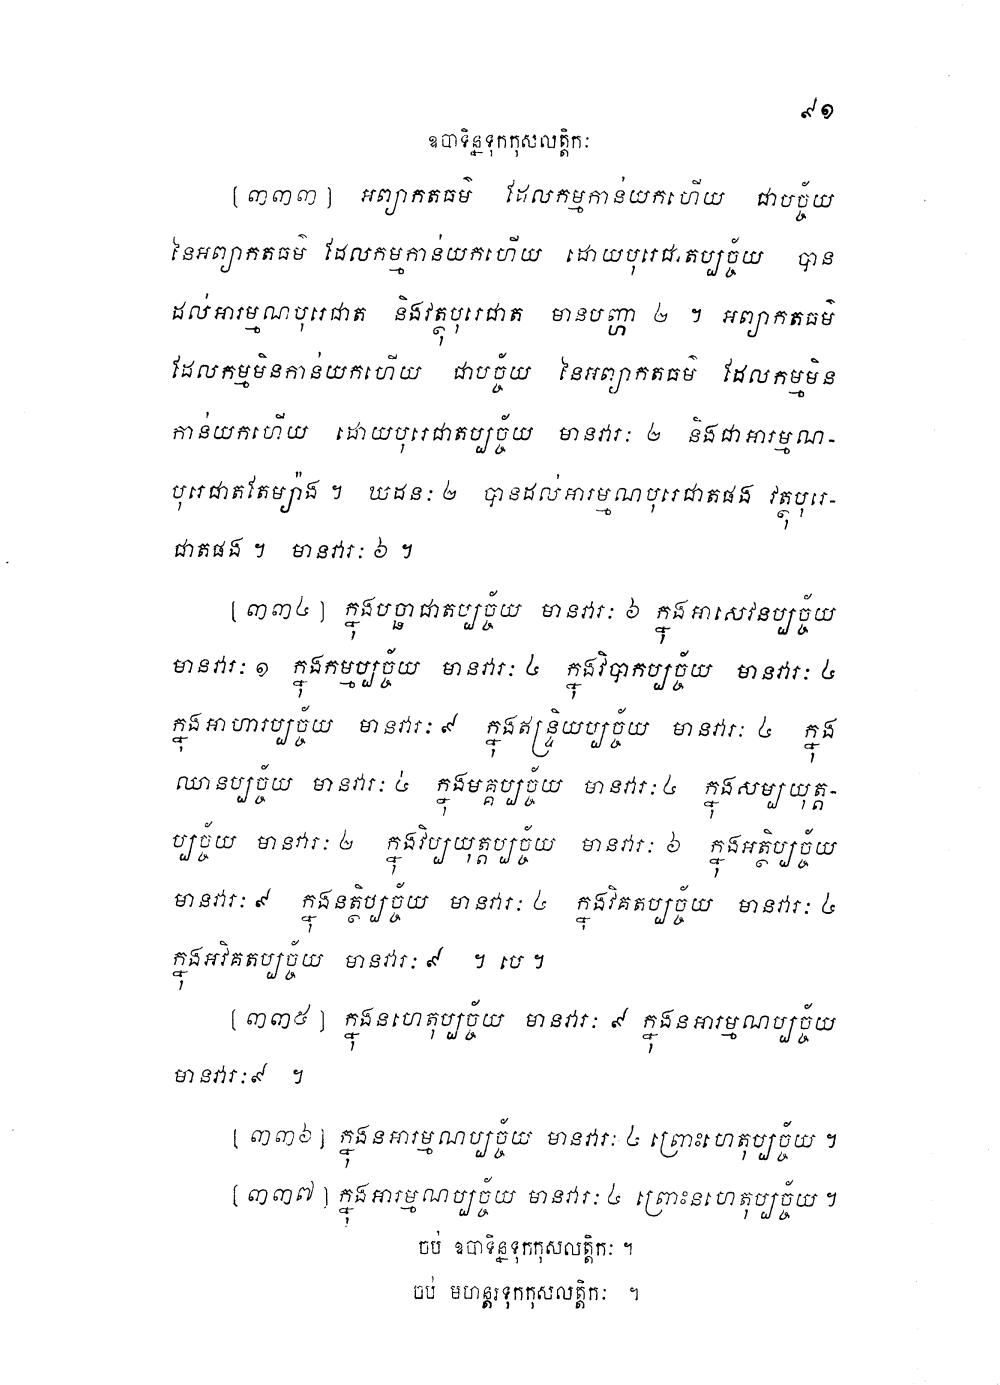 ៩១
ឧបាទិន្នទុកកុសលត្តិកៈ
[៣៣៣] អព្យាកតធម៌ ដែលកម្មកាន់យកហើយ ជាបច្ច័យ
នៃអព្យាកតធម៌ ដែលកម្មកាន់យកហើយ ដោយបុរេជាតប្បច្ច័យ បាន
ដល់អារម្មណបុរេជាត និងវត្ថុបុរេជាត មានបញ្ហា ២ ។ អព្យាកតធម៌
ដែលកម្មមិនកាន់យកហើយ ជាបច្ច័យ នៃអព្យាកតធម៌ ដែលកម្មមិន
កាន់យកហើយ ដោយបុរេជាតប្បច្ច័យ មានវារៈ ២ និងជាអារម្មណ-
បុរេជាតតែម្យ៉ាង ។ ឃដនៈ ២ បានដល់អារម្មណបុរេជាតផង វត្ថុបុរេ-
ជាតផង ។ មានវារៈ ៦ ។
[៣៣៤] ក្នុងបច្ឆាជាតប្បច្ច័យ មានវារៈ ៦ ក្នុងអាសេវនប្បច្ច័យ
មានវារៈ ១ ក្នុងកម្មប្បច្ច័យ មានវារៈ ៤ ក្នុងវិបាកប្បច្ច័យ មានវារៈ ៤
ក្នុងអាហារប្បច្ច័យ មានវារៈ ៩ ក្នុងឥន្ទ្រិយប្បច្ច័យ មានវារៈ ៤ ក្នុង
ឈានប្បច្ច័យ មានវារៈ ៤ ក្នុងមគ្គប្បច្ច័យ មានវារៈ ៤ ក្នុងសម្បយុត្ត-
ប្បច្ច័យ មានវារៈ ២ ក្នុងវិប្បយុត្តប្បច្ច័យ មានវារៈ ៦ ក្នុងអត្ថិប្បច្ច័យ
មានវារៈ ៩ ក្នុងនត្ថិប្បច្ច័យ មានវារៈ ៤ ក្នុងវិគតប្បច្ច័យ មានវារៈ ៤
ក្នុងអវិគតប្បច្ច័យ មានវារៈ ៩ ។ បេ ។
[៣៣៥] ក្នុងនហេតុប្បច្ច័យ មានវារៈ ៩ ក្នុងនអារម្មណប្បច្ច័យ
មានវារៈ ៩ ។
[៣៣៦] ក្នុងនអារម្មណប្បច្ច័យ មានវារៈ ៤ ព្រោះហេតុប្បច្ច័យ ។
[៣៣៧] ក្នុងអារម្មណប្បច្ច័យ មានវារៈ ៤ ព្រោះនហេតុប្បច្ច័យ ។
ចប់ ឧបាទិន្នទុកកុសលត្តិកៈ ។
ចប់ មហន្តរទុកកុសលត្តិកៈ ។